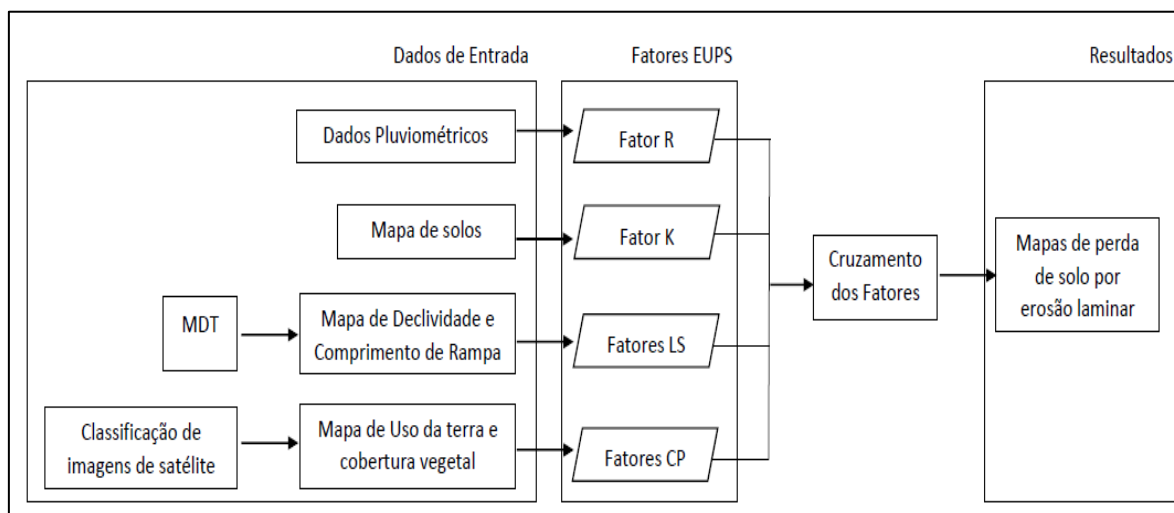 Dados de Entrada
Fatores EUPS
Resultados
Dados Pluviométricos
Fator R
Mapa de solos
Fator K
MDT
Mapa de Declividade e
Comprimento de Rampa
Fatores LS
Classificação de
imagens de satélite
Mapa de Uso da terra e
cobertura vegetal
Fatores CP
Cruzamento
dos Fatores
Mapas de perda
de solo por
erosão laminar